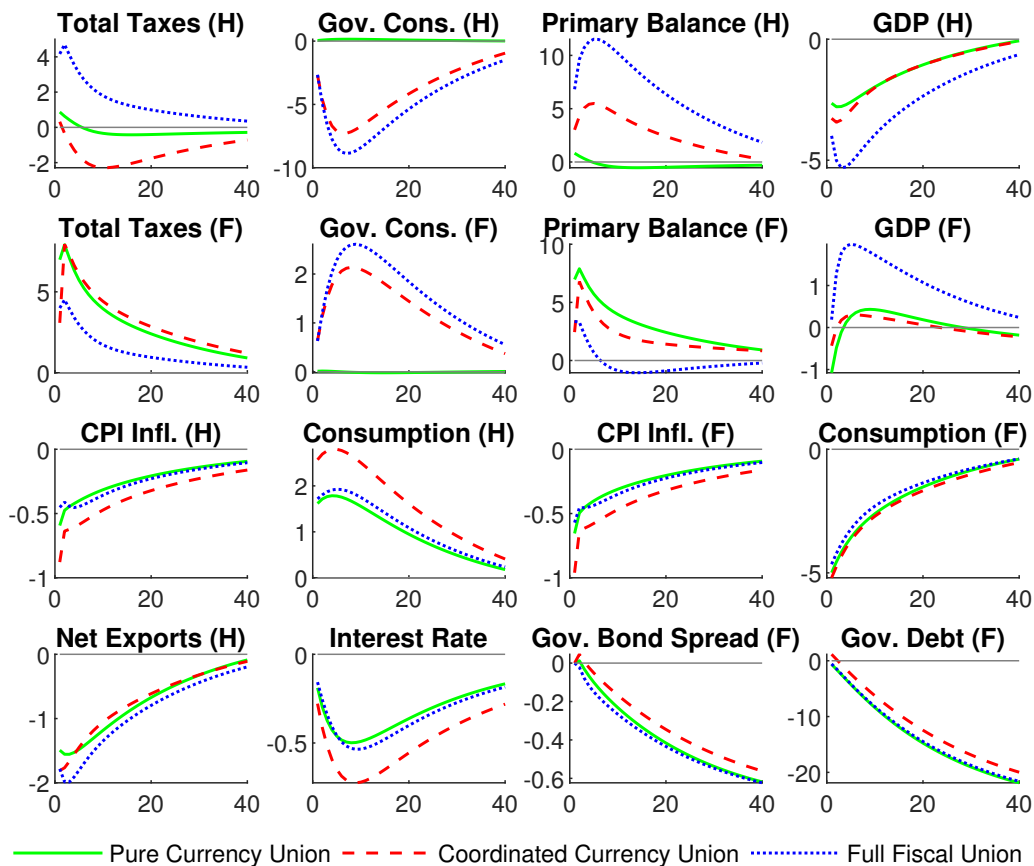 Total Taxes (H) Gov. Cons. (H) Primary Balance (H) GDP (H)
4 2 0 -2 0 -5 -10 10 5 0 0 -5
0 20 40 0 20 40 0 20 40 0 20 40
Total Taxes (F) Gov. Cons. (F) Primary Balance (F) GDP (F)
5 0 2 1 0 10 5 0 1 0 -1
0 20 40 0 20 40 0 20 40 0 20 40
CPI Infl. (H) Consumption (H) CPI Infl. (F) Consumption (F)
0 -0.5 -1 2 1 0 0 -0.5 -1 0 -5
0 20 40 0 20 40 0 20 40 0 20 40
Net Exports (H) Interest Rate Gov. Bond Spread (F) Gov. Debt (F)
0 -1 -2 0 -0.5 0 -0.2 -0.4 -0.6 0 -10 -20
0 20 40 0 20 40 0 20 40 0 20 40
Pure Currency Union Coordinated Currency Union Full Fiscal Union